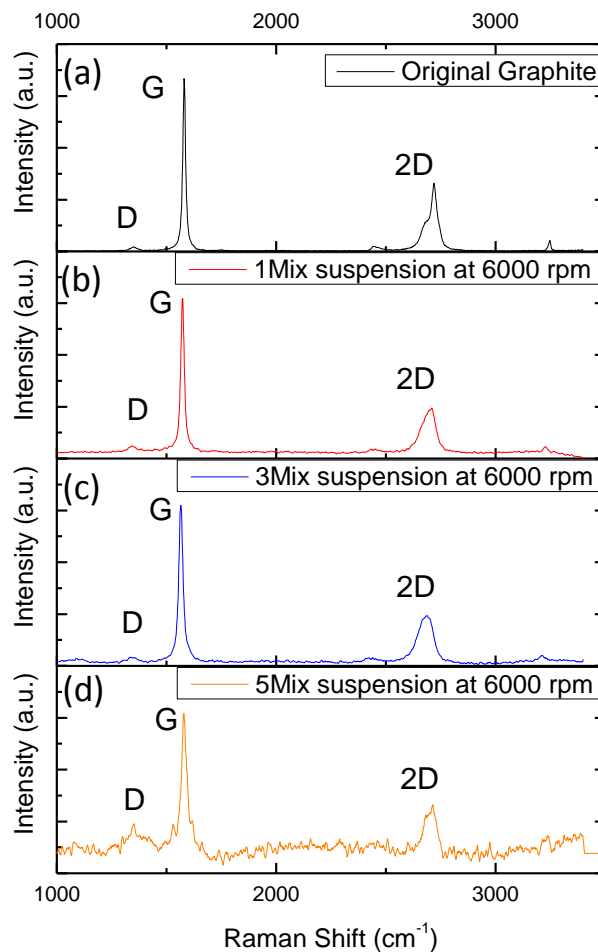 1000 2000 3000
(a) G Original Graphite
D 2D
Intensity (a.u.)
(b) 1Mix suspension at 6000 rpm
G
D 2D
Intensity (a.u.)
(c) 3Mix suspension at 6000 rpm
G
D 2D
Intensity (a.u.)
(d) 5Mix suspension at 6000 rpm
G
D 2D
Intensity (a.u.)
1000 2000 3000
Raman Shift (cm⁻¹)